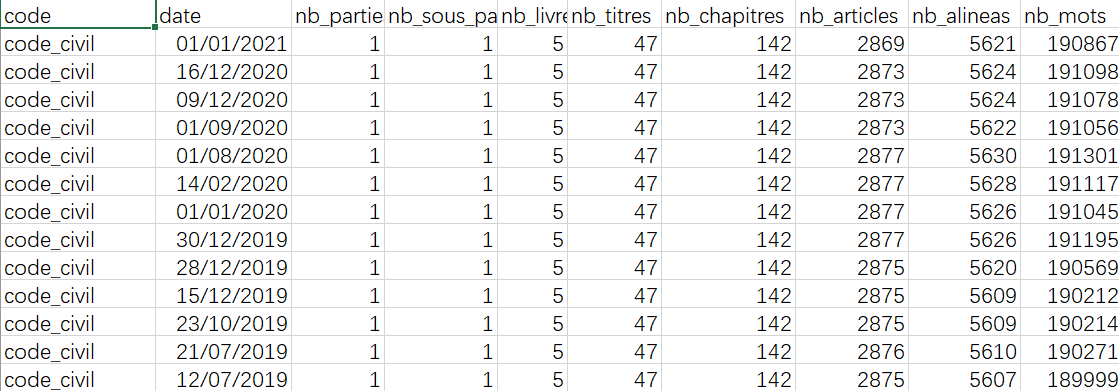 code date nb_partie nb_sous_pa nb_livre nb_titres nb_chapitres nb_articles nb_alineas nb_mots
code_civil 01/01/2021 1 1 5 47 142 2869 5621 190867
code_civil 16/12/2020 1 1 5 47 142 2873 5624 191098
code_civil 09/12/2020 1 1 5 47 142 2873 5624 191078
code_civil 01/09/2020 1 1 5 47 142 2873 5622 191056
code_civil 01/08/2020 1 1 5 47 142 2877 5630 191301
code_civil 14/02/2020 1 1 5 47 142 2877 5628 191117
code_civil 01/01/2020 1 1 5 47 142 2877 5626 191045
code_civil 30/12/2019 1 1 5 47 142 2877 5626 191195
code_civil 28/12/2019 1 1 5 47 142 2875 5620 190569
code_civil 15/12/2019 1 1 5 47 142 2875 5609 190212
code_civil 23/10/2019 1 1 5 47 142 2875 5609 190214
code_civil 21/07/2019 1 1 5 47 142 2876 5610 190271
code_civil 12/07/2019 1 1 5 47 142 2875 5607 189999